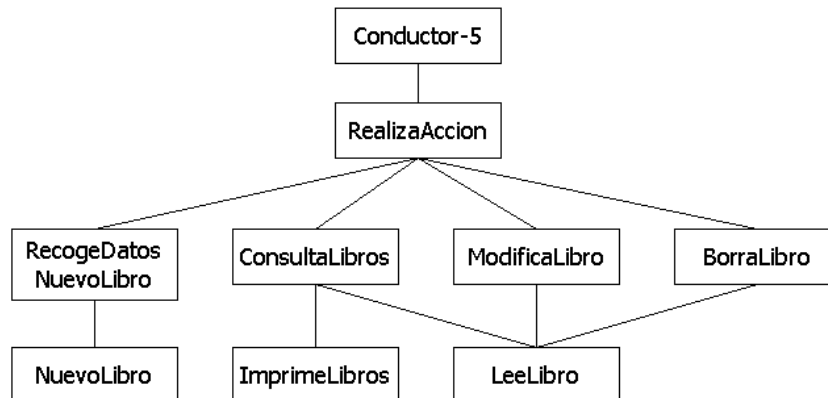 Conductor-5
RealizaAccion
RecogeDatos
NuevoLibro
ConsultaLibros
ModificaLibro
BorraLibro
NuevoLibro
ImprimeLibros
LeeLibro